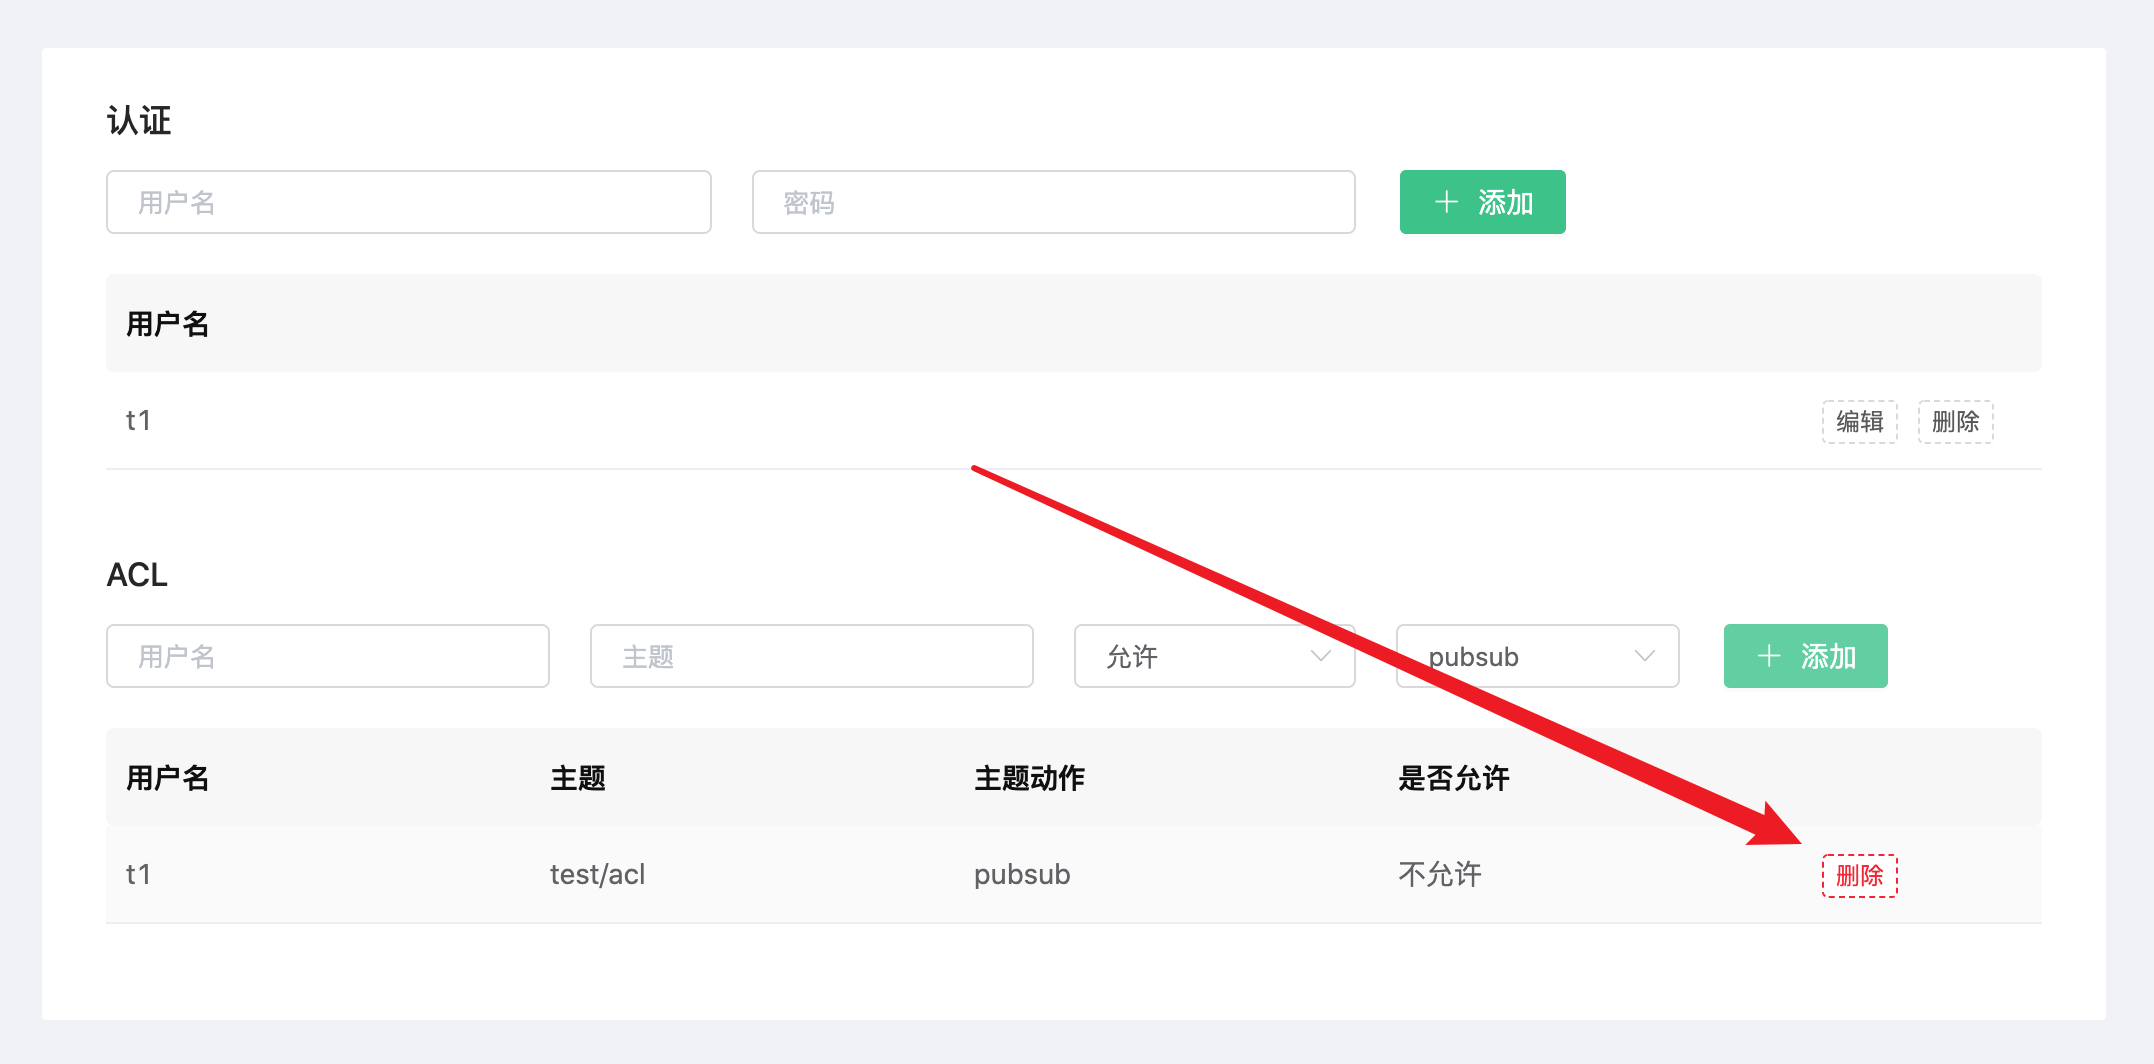 认证
用户名 密码 添加
用户名
t1 编辑 删除
ACL
用户名 主题 允许 pubsub 添加
用户名 主题 主题动作 是否允许
t1 test/acl pubsub 不允许 删除